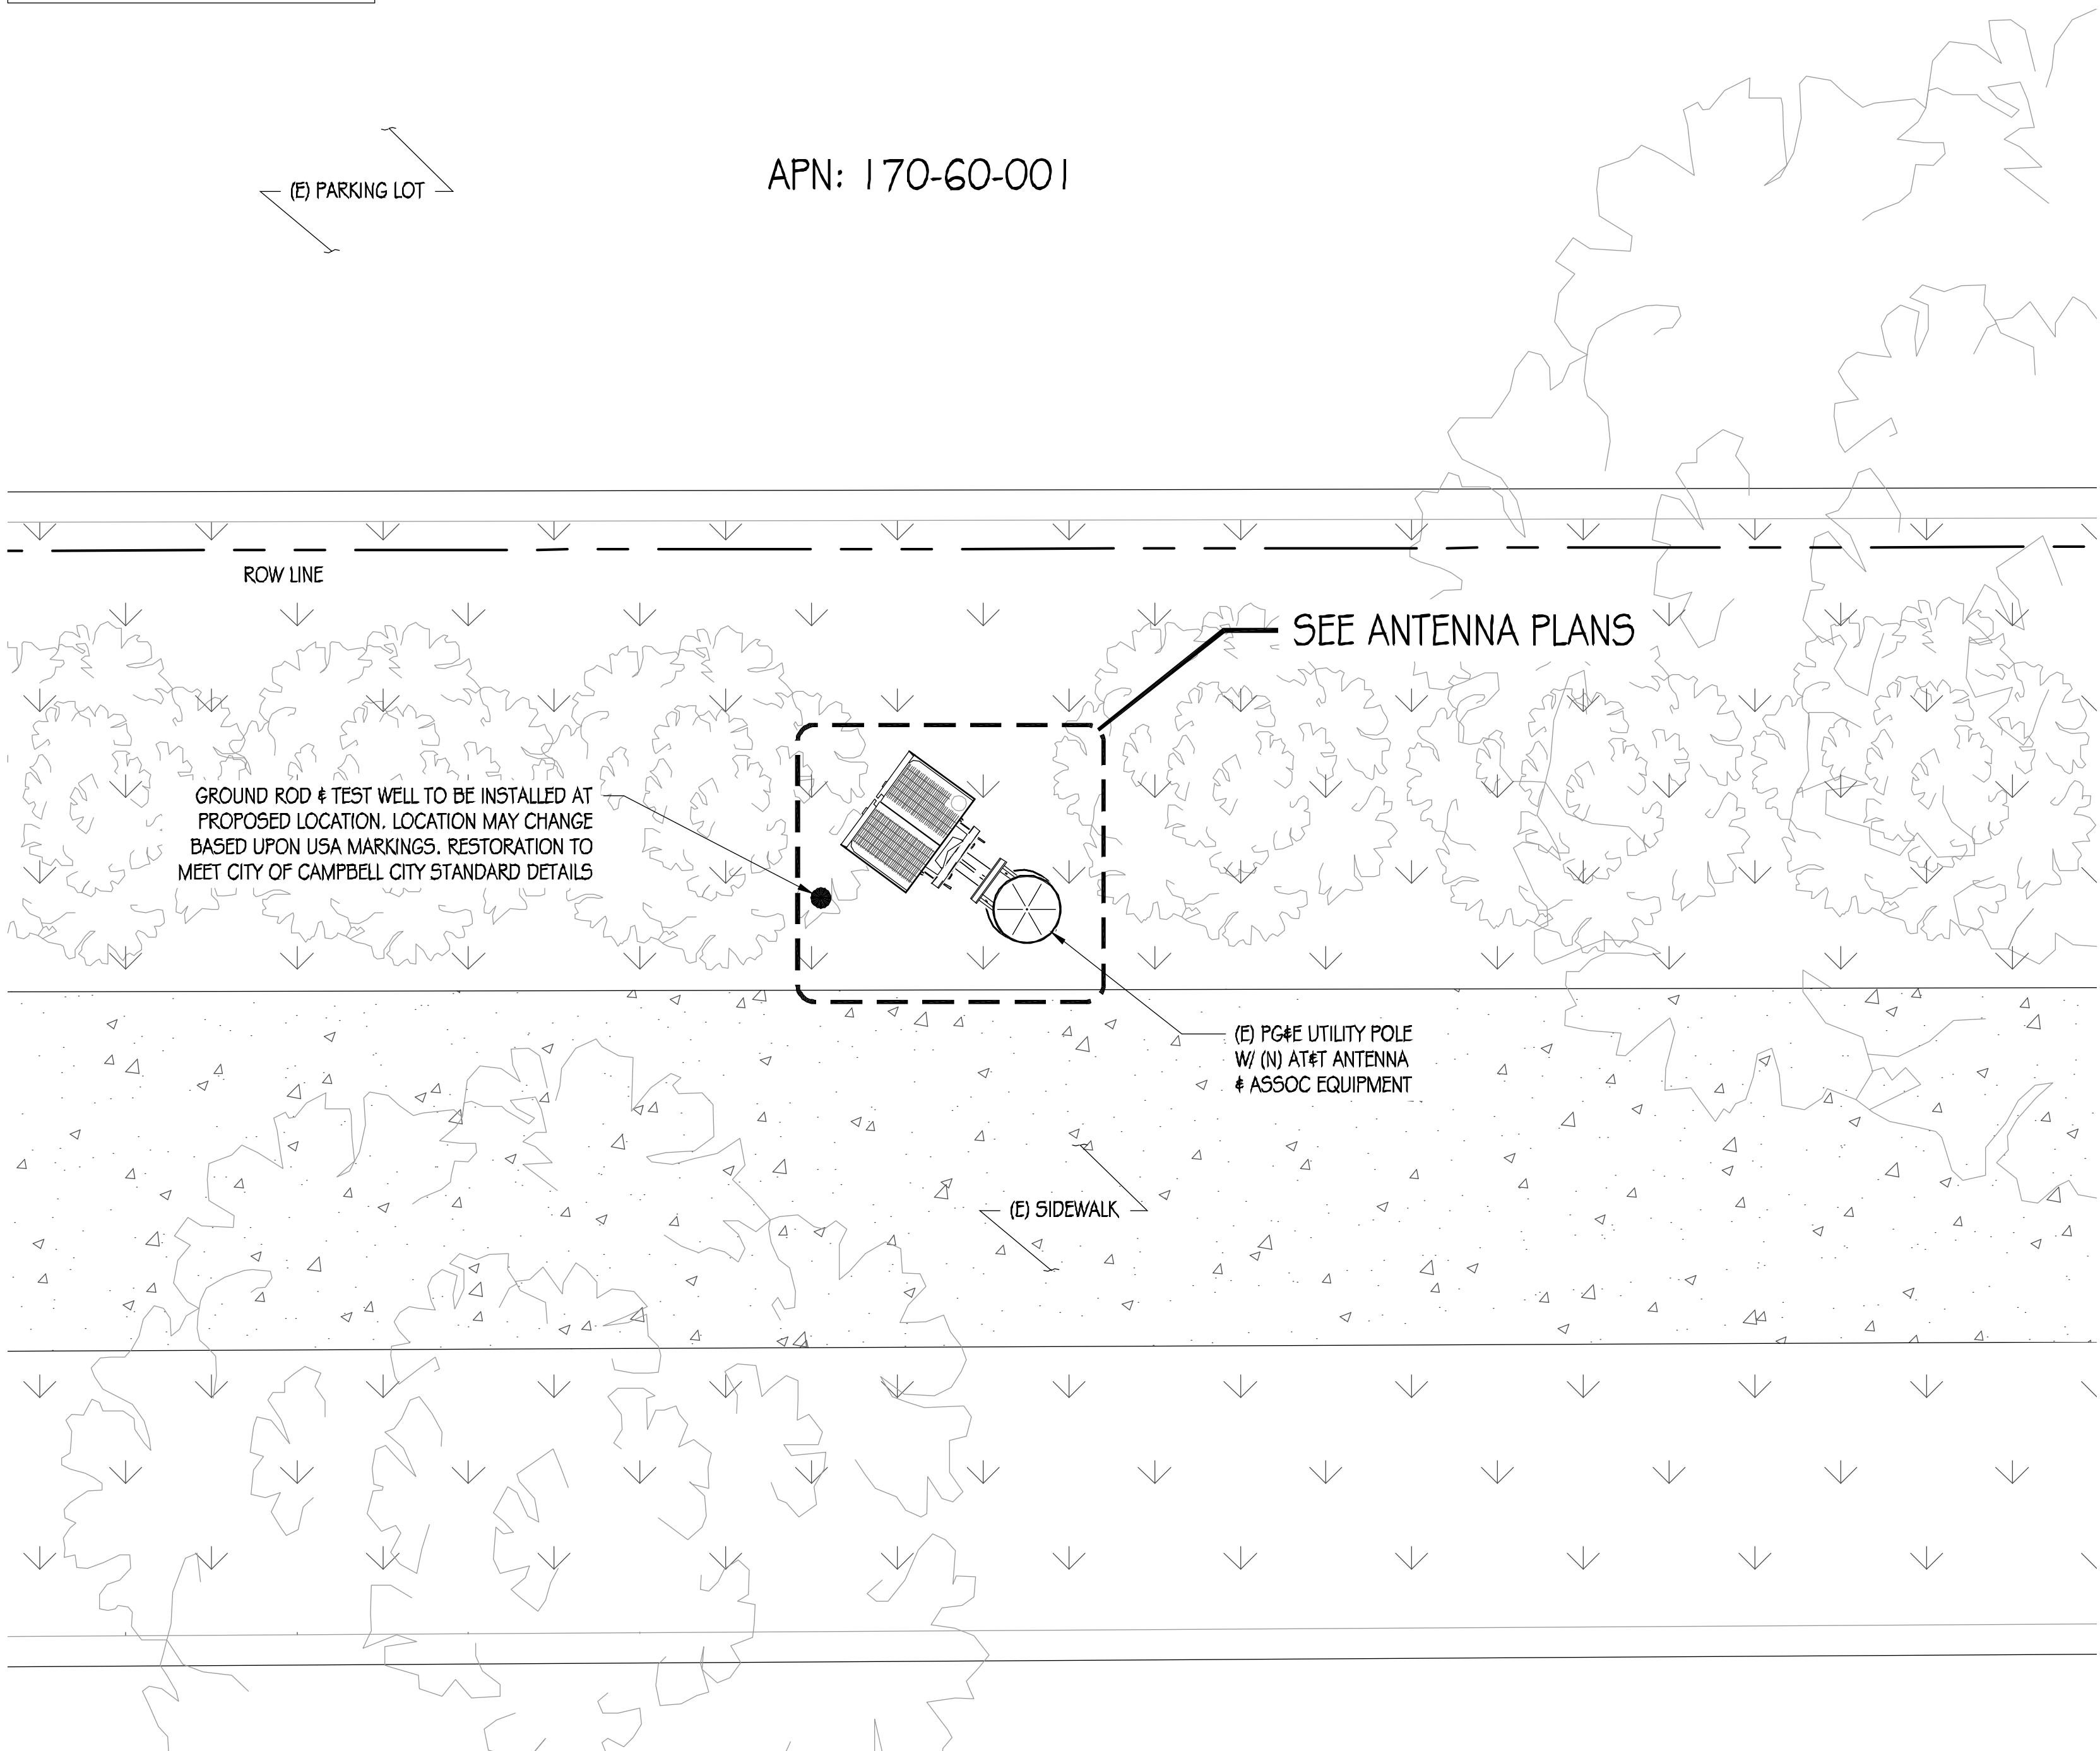 APN: 170-60-001
(E) PARKING LOT
ROW LINE
SEE ANTENNA PLANS
GROUND ROD & TEST WELL TO BE INSTALLED AT
PROPOSED LOCATION. LOCATION MAY CHANGE
BASED UPON USA MARKINGS. RESTORATION TO
MEET CITY OF CAMPBELL CITY STANDARD DETAILS
(E) PG&E UTILITY POLE
W/ (N) AT&T ANTENNA
& ASSOC EQUIPMENT
(E) SIDEWALK